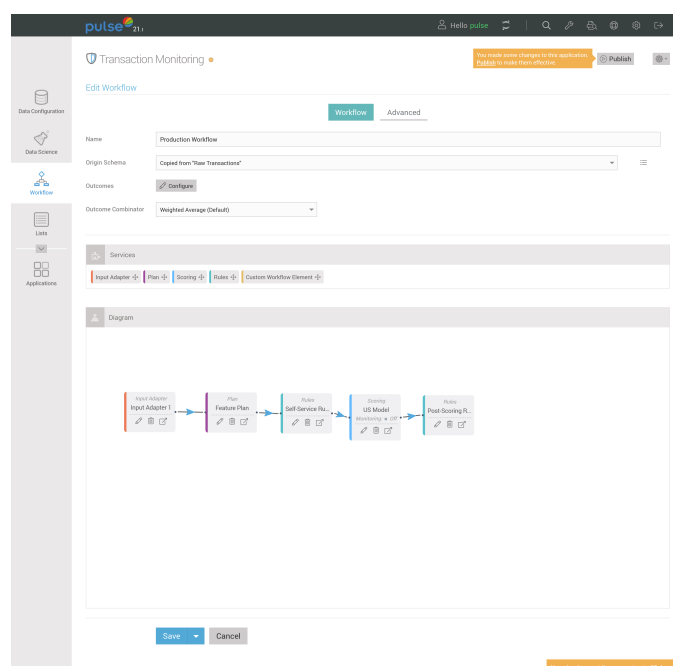 pulse 21.1
Hello pulse
Transaction Monitoring
You made some changes to this application.
Publish to make them effective.
Publish
Edit Workflow
Workflow Advanced
Data Configuration
Data Science
Workflow
Lists
Applications
Name Production Workflow
Origin Schema Copied from "Raw Transactions"
Outcomes Configure
Outcome Combinator Weighted Average (Default)
Services
Input Adapter Plan Scoring Rules Custom Workflow Element
Diagram
Input Adapter
Input Adapter 1
Plan
Feature Plan
Rules
Self-Service Ru...
Scoring
US Model
Monitoring Off
Rules
Post-Scoring R...
Save Cancel